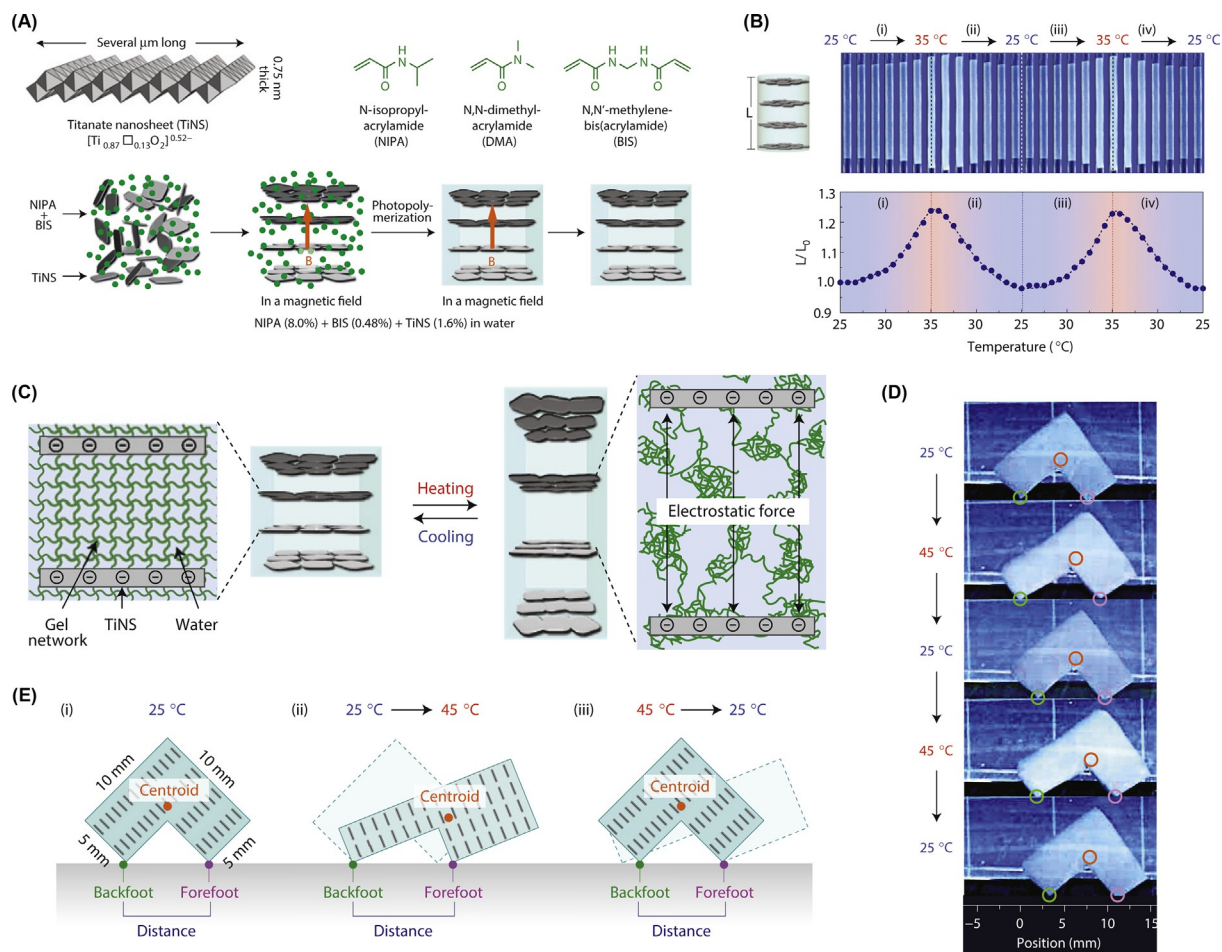 (A)
Several μm long
0.75 nm
thick
Titanate nanosheet (TiNS)
[Ti 0.87 □ 0.13 O2] 0.52−
H
N
O
N-isopropyl-
acrylamide
(NIPA)
N
O
N,N-dimethyl-
acrylamide
(DMA)
H H
N N
O O
N,N′-methylene-
bis(acrylamide)
(BIS)
NIPA
+
BIS
TiNS
B
In a magnetic field
Photopoly-
merization
B
In a magnetic field
NIPA (8.0%) + BIS (0.48%) + TiNS (1.6%) in water
(B)
25 °C (i) 35 °C (ii) 25 °C (iii) 35 °C (iv) 25 °C
L
L/ L0
1.3
1.2
1.1
1.0
0.9
(i) (ii) (iii) (iv)
25 30 35 30 25 30 35 30 25
Temperature (°C)
(C)
Gel
network
TiNS
Water
Heating
Cooling
Electrostatic force
(D)
25 °C
45 °C
25 °C
45 °C
25 °C
−5 0 5 10 15
Position (mm)
(E)
(i) 25 °C
10 mm
10 mm
5 mm
5 mm
Centroid
Backfoot
Forefoot
Distance
(ii) 25 °C 45 °C
Centroid
Backfoot
Forefoot
Distance
(iii) 45 °C 25 °C
Centroid
Backfoot
Forefoot
Distance